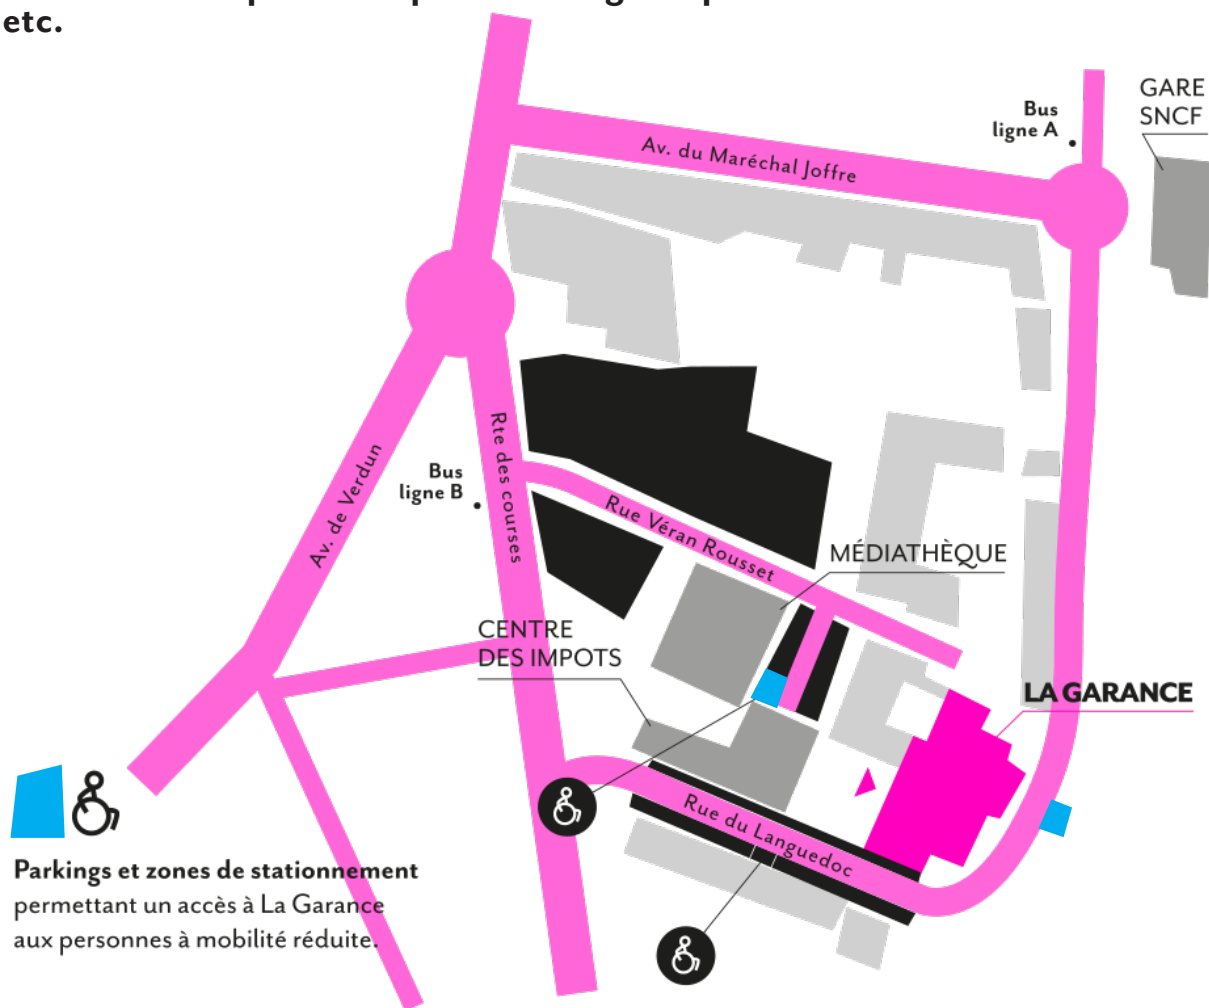 etc.
GARE
SNCF
Bus
ligne A
Av. du Maréchal Joffre
Rte des courses
Av. de Verdun
Bus
ligne B
Rue Véran Rousset
MÉDIATHÈQUE
CENTRE
DES IMPOTS
LA GARANCE
Rue du Languedoc
Parkings et zones de stationnement
permettant un accès à La Garance
aux personnes à mobilité réduite.